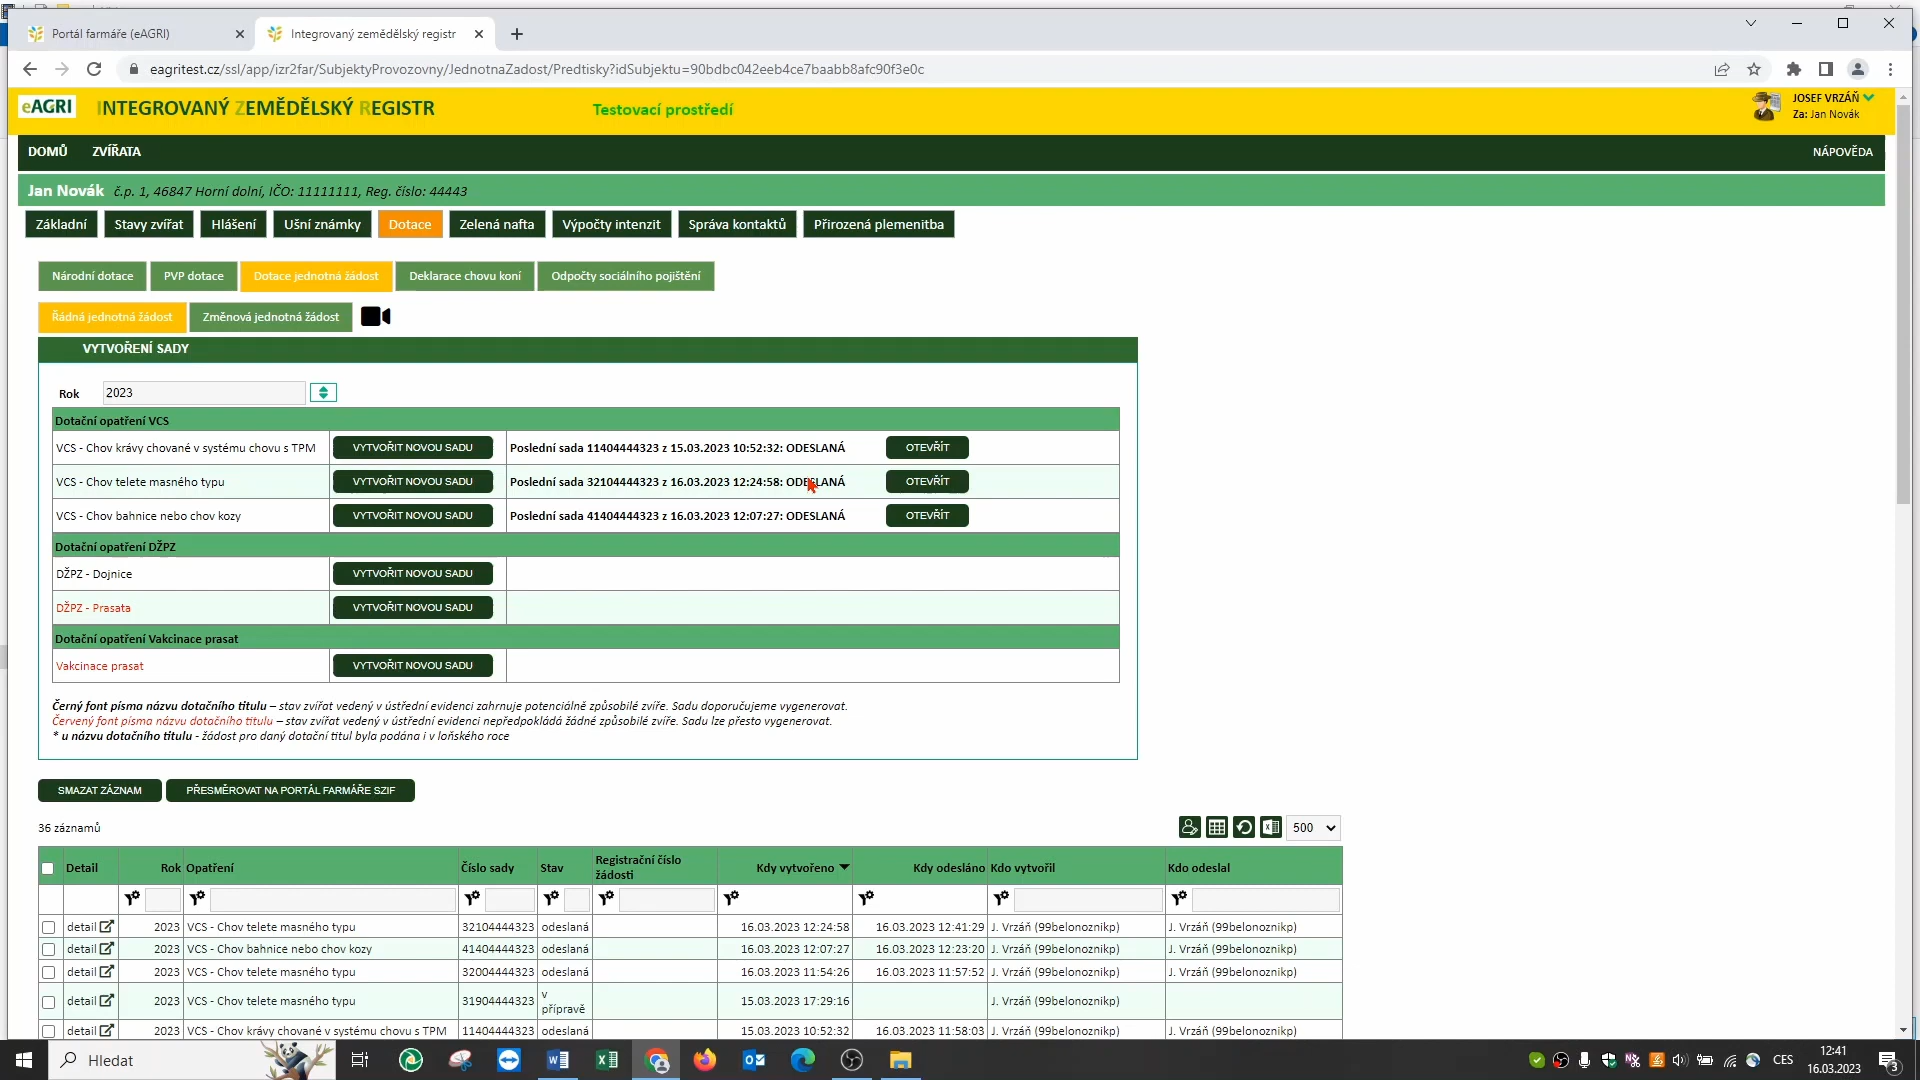 Portál farmáře (eAGRI)
Integrovaný zemědělský registr
eagritest.cz/ssl/app/izr2far/SubjektyProvozovny/JednotnaZadost/Predtisky?idSubjektu=90bdbc042eeb4ce7baabb8afc90f3e0c
eAGRI INTEGROVANÝ ZEMĚDĚLSKÝ REGISTR Testovací prostředí JOSEF VRZÁŇ
Za: Jan Novák
DOMŮ ZVÍŘATA NÁPOVĚDA
Jan Novák č.p. 1, 46847 Horní dolní, IČO: 11111111, Reg. číslo: 44443
Základní Stavy zvířat Hlášení Ušní známky Dotace Zelená nafta Výpočty intenzit Správa kontaktů Přirozená plemenitba
Národní dotace PVP dotace Dotace jednotná žádost Deklarace chovu koní Odpočty sociálního pojištění
Řádná jednotná žádost Změnová jednotná žádost
VYTVOŘENÍ SADY
Rok 2023
Dotační opatření VCS
VCS - Chov krávy chované v systému chovu s TPM VYTVOŘIT NOVOU SADU Poslední sada 11404444323 z 15.03.2023 10:52:32: ODESLANÁ OTEVŘÍT
VCS - Chov telete masného typu VYTVOŘIT NOVOU SADU Poslední sada 32104444323 z 16.03.2023 12:24:58: ODESLANÁ OTEVŘÍT
VCS - Chov bahnice nebo chov kozy VYTVOŘIT NOVOU SADU Poslední sada 41404444323 z 16.03.2023 12:07:27: ODESLANÁ OTEVŘÍT
Dotační opatření DŽPZ
DŽPZ - Dojnice VYTVOŘIT NOVOU SADU
DŽPZ - Prasata VYTVOŘIT NOVOU SADU
Dotační opatření Vakcinace prasat
Vakcinace prasat VYTVOŘIT NOVOU SADU
Černý font písma názvu dotačního titulu – stav zvířat vedený v ústřední evidenci zahrnuje potenciálně způsobilé zvíře. Sadu doporučujeme vygenerovat.
Červený font písma názvu dotačního titulu – stav zvířat vedený v ústřední evidenci nepředpokládá žádné způsobilé zvíře. Sadu lze přesto vygenerovat.
* u názvu dotačního titulu - žádost pro daný dotační titul byla podána i v loňském roce
SMAZAT ZÁZNAM PŘESMĚROVAT NA PORTÁL FARMÁŘE SZIF
36 záznamů 500
Detail Rok Opatření Číslo sady Stav Registrační číslo žádosti Kdy vytvořeno Kdy odesláno Kdo vytvořil Kdo odeslal
detail 2023 VCS - Chov telete masného typu 32104444323 odeslaná 16.03.2023 12:24:58 16.03.2023 12:41:29 J. Vrzáň (99belonoznikp) J. Vrzáň (99belonoznikp)
detail 2023 VCS - Chov bahnice nebo chov kozy 41404444323 odeslaná 16.03.2023 12:07:27 16.03.2023 12:23:20 J. Vrzáň (99belonoznikp) J. Vrzáň (99belonoznikp)
detail 2023 VCS - Chov telete masného typu 32004444323 odeslaná 16.03.2023 11:54:26 16.03.2023 11:57:52 J. Vrzáň (99belonoznikp) J. Vrzáň (99belonoznikp)
detail 2023 VCS - Chov telete masného typu 31904444323 v přípravě 15.03.2023 17:29:16 J. Vrzáň (99belonoznikp)
detail 2023 VCS - Chov krávy chované v systému chovu s TPM 11404444323 odeslaná 15.03.2023 10:52:32 16.03.2023 11:58:03 J. Vrzáň (99belonoznikp) J. Vrzáň (99belonoznikp)
Hledat CES 12:41
16.03.2023 3